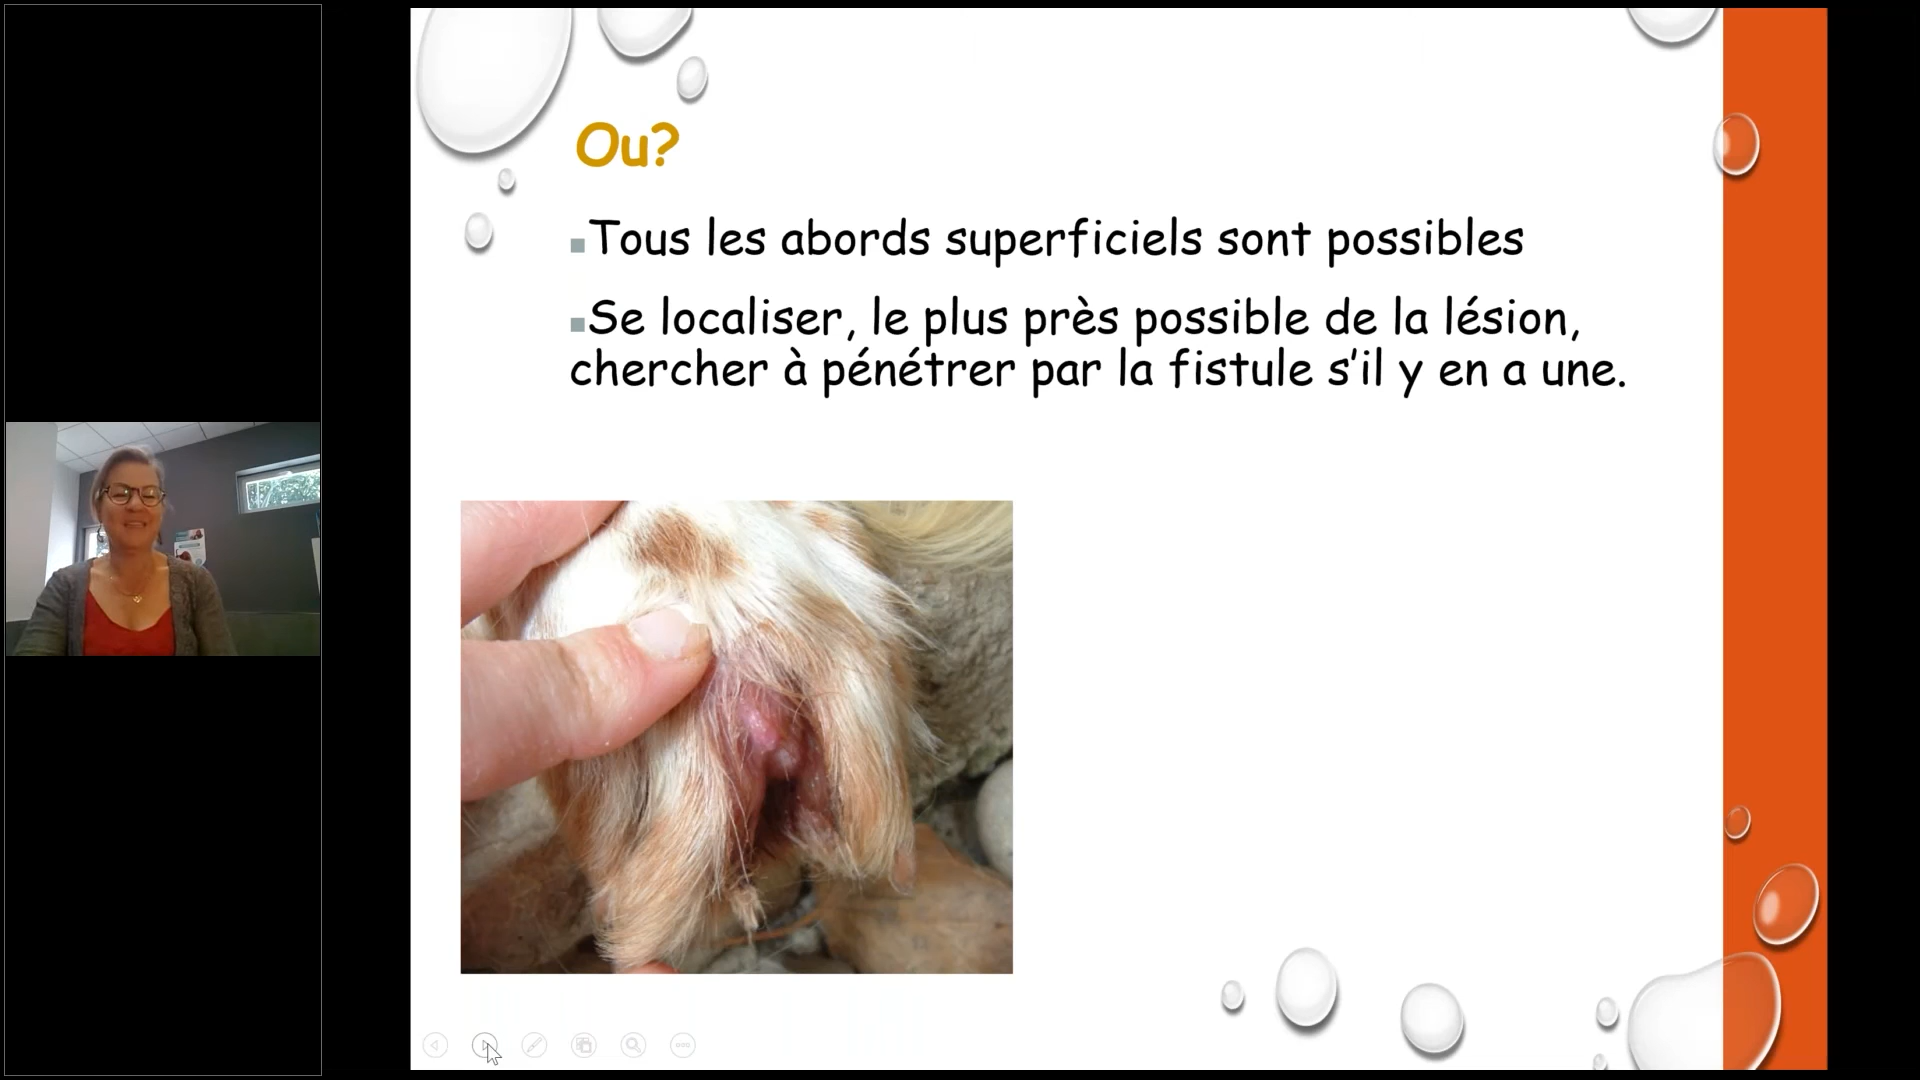 Ou?
Tous les abords superficiels sont possibles
Se localiser, le plus près possible de la lésion,
chercher à pénétrer par la fistule s'il y en a une.